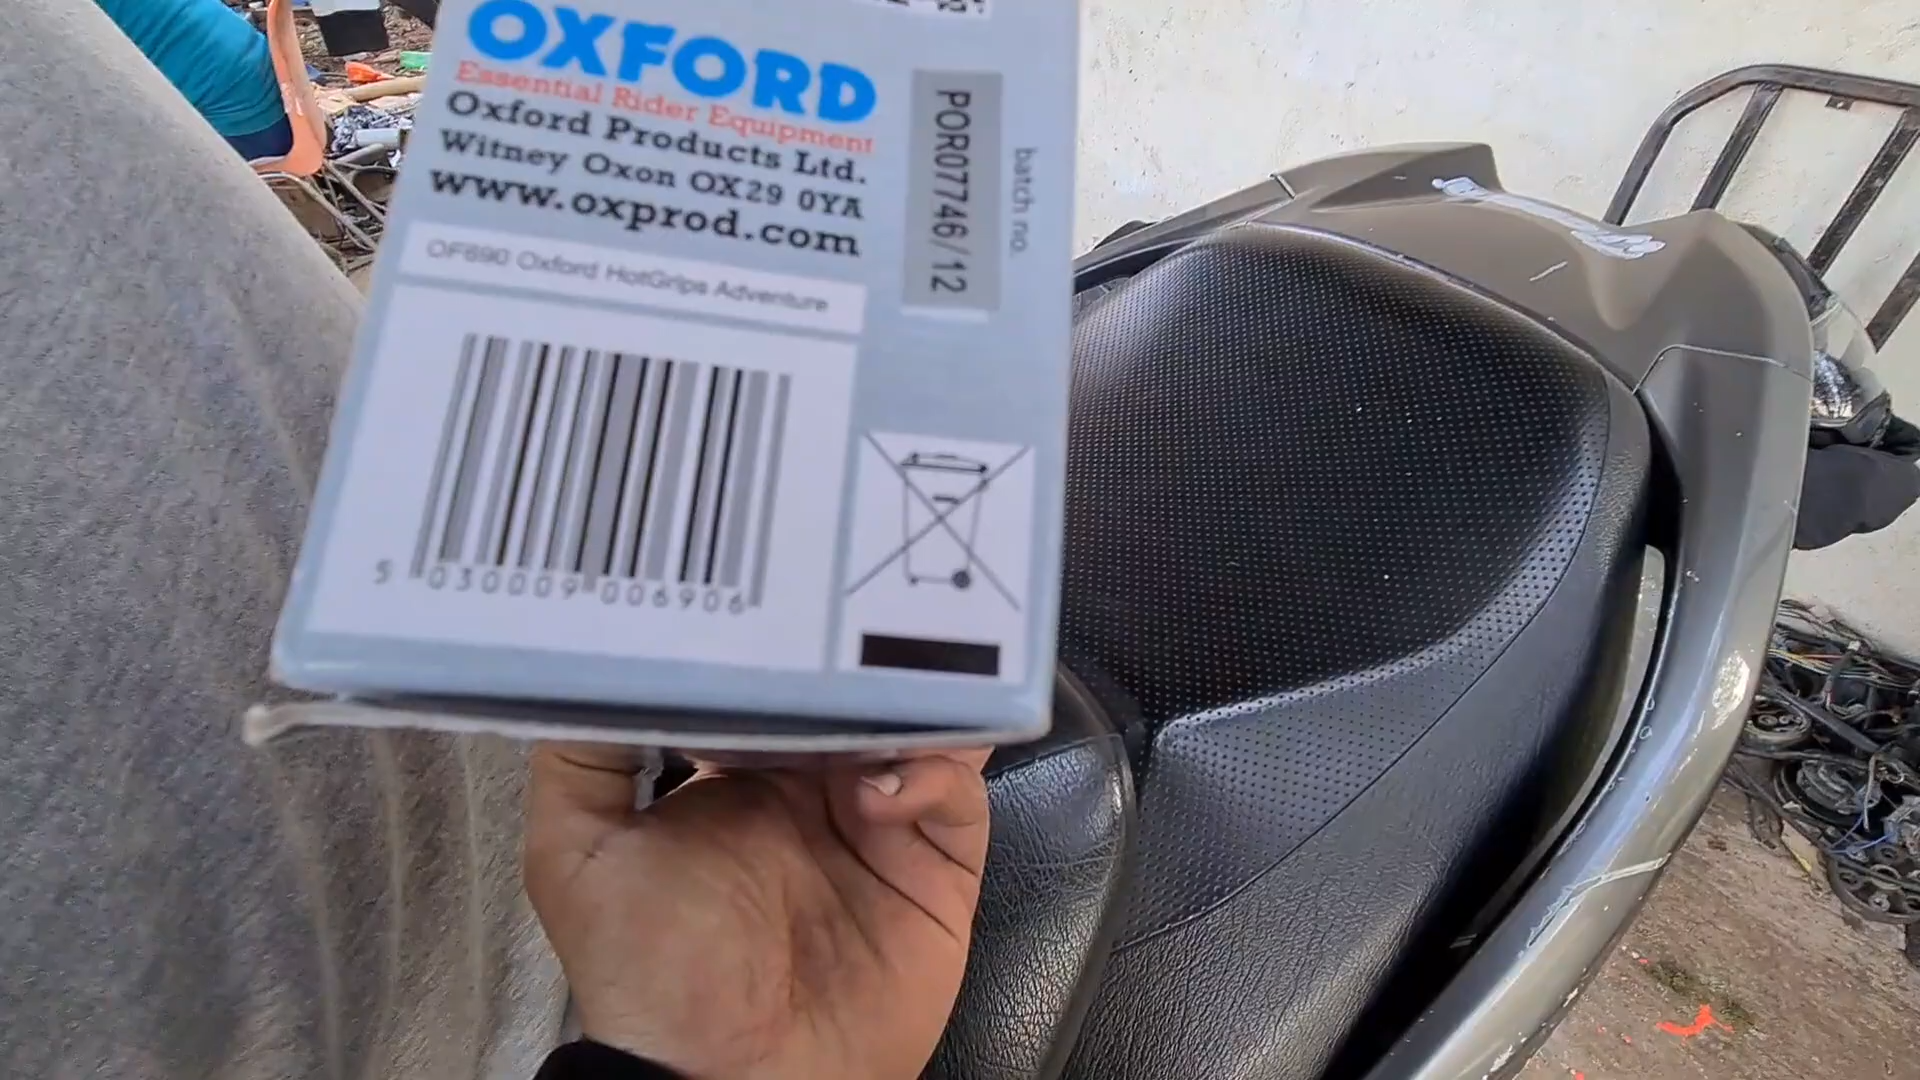 OXFORD
Essential Rider Equipment
Oxford Products Ltd.
Witney Oxon OX29 0YA
www.oxprod.com
OF690 Oxford HotGrips Adventure
5 030009 006906
POR07746/12
batch no.